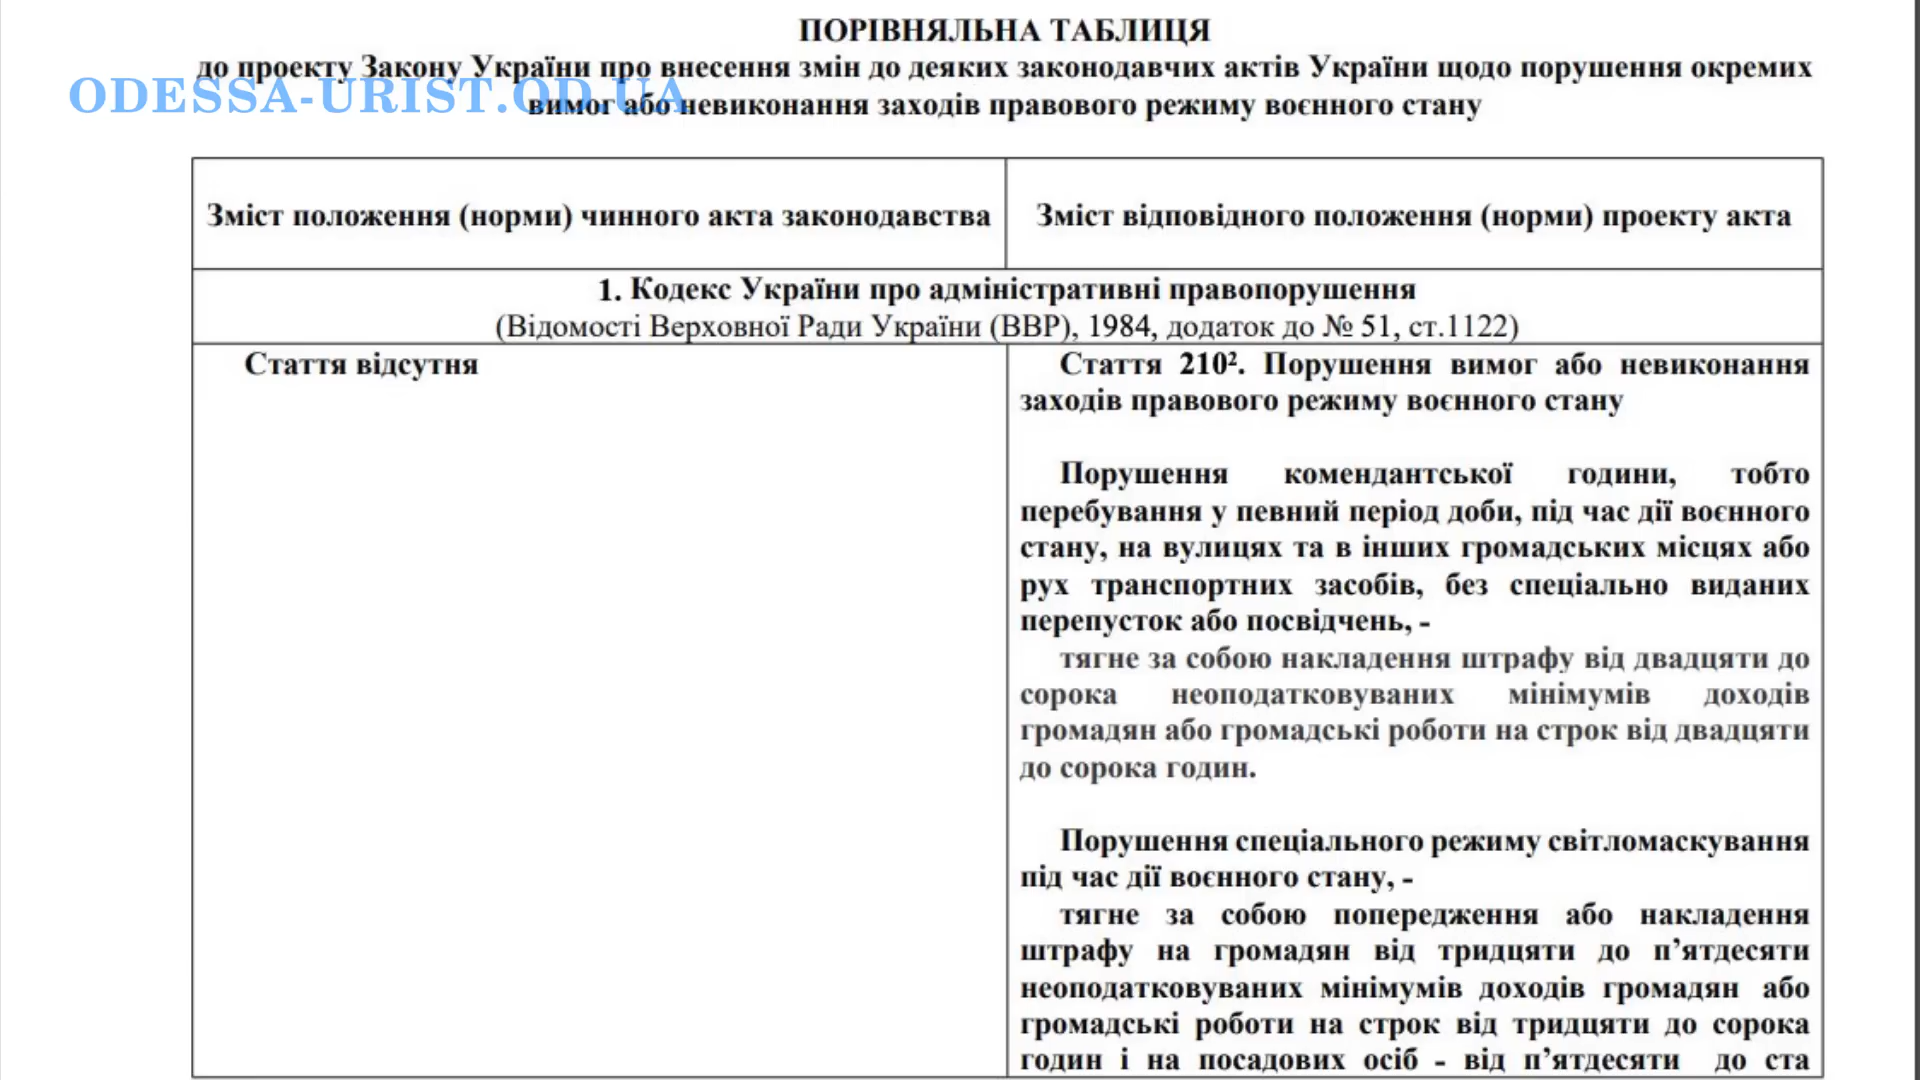 ПОРІВНЯЛЬНА ТАБЛИЦЯ
до проекту Закону України про внесення змін до деяких законодавчих актів України щодо порушення окремих
ODESSA-URIST.OD.UA
вимог або невиконання заходів правового режиму воєнного стану
Зміст положення (норми) чинного акта законодавства
Зміст відповідного положення (норми) проекту акта
1. Кодекс України про адміністративні правопорушення
(Відомості Верховної Ради України (ВВР), 1984, додаток до № 51, ст.1122)
Стаття відсутня
Стаття 210². Порушення вимог або невиконання
заходів правового режиму воєнного стану
Порушення комендантської години, тобто
перебування у певний період доби, під час дії воєнного
стану, на вулицях та в інших громадських місцях або
рух транспортних засобів, без спеціально виданих
перепусток або посвідчень, -
тягне за собою накладення штрафу від двадцяти до
сорока неоподатковуваних мінімумів доходів
громадян або громадські роботи на строк від двадцяти
до сорока годин.
Порушення спеціального режиму світломаскування
під час дії воєнного стану, -
тягне за собою попередження або накладення
штрафу на громадян від тридцяти до п’ятдесяти
неоподатковуваних мінімумів доходів громадян або
громадські роботи на строк від тридцяти до сорока
годин і на посадових осіб - від п’ятдесяти до ста